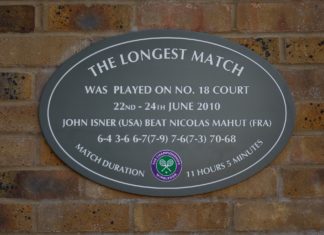 THE LONGEST MATCH
WAS PLAYED ON NO. 18 COURT
22ND - 24TH JUNE 2010
JOHN ISNER (USA) BEAT NICOLAS MAHUT (FRA)
6-4 3-6 6-7(7-9) 7-6(7-3) 70-68
MATCH DURATION 11 HOURS 5 MINUTES